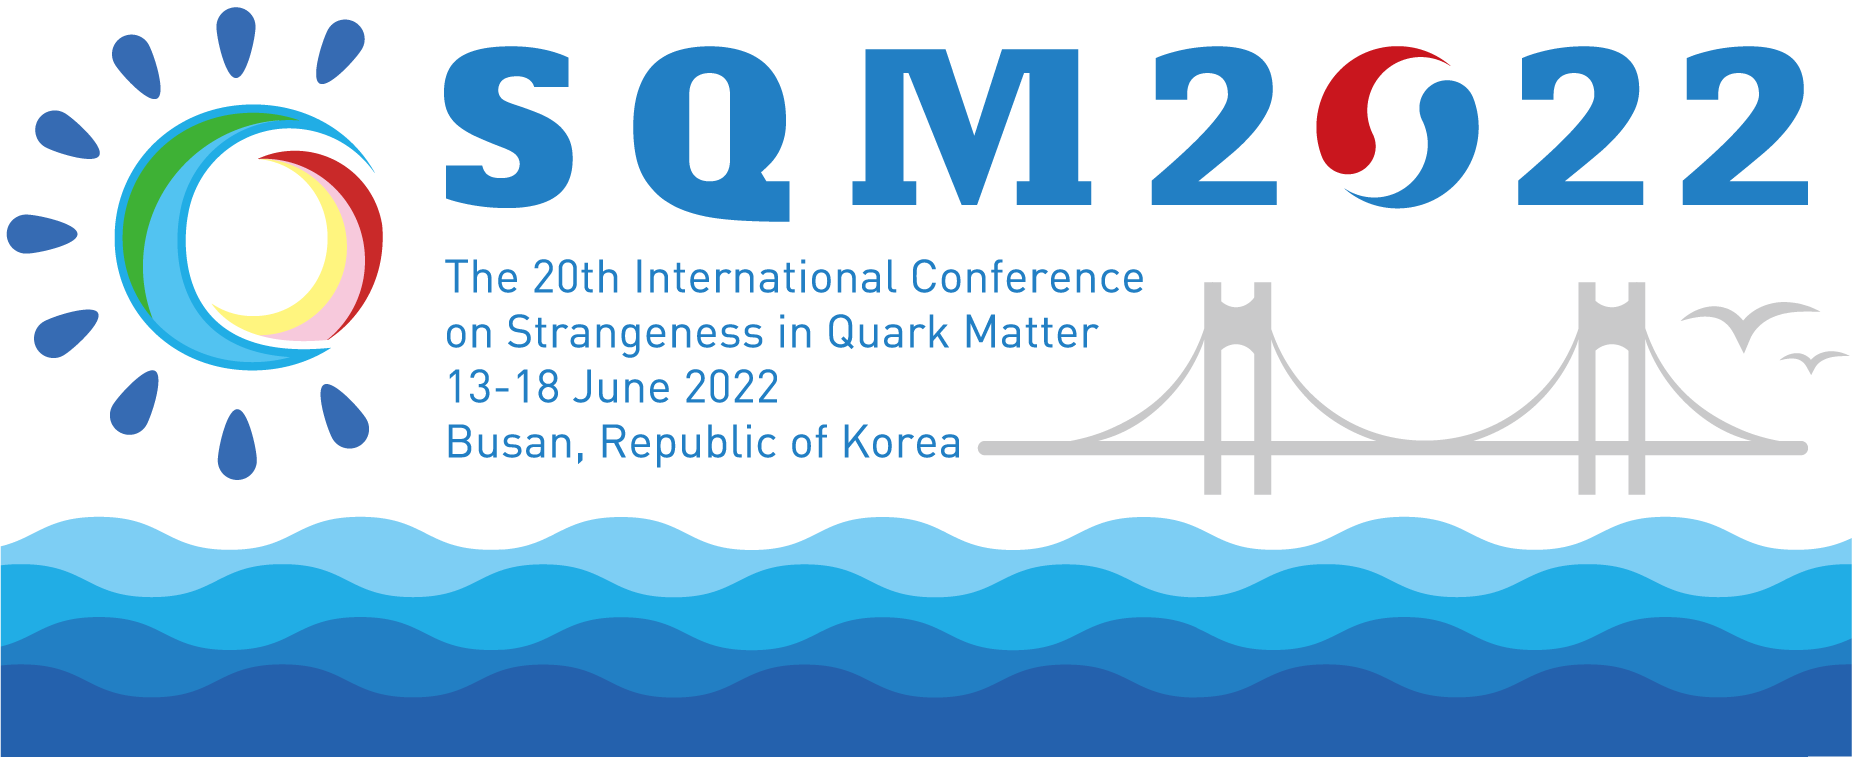 SQM2022
The 20th International Conference
on Strangeness in Quark Matter
13-18 June 2022
Busan, Republic of Korea